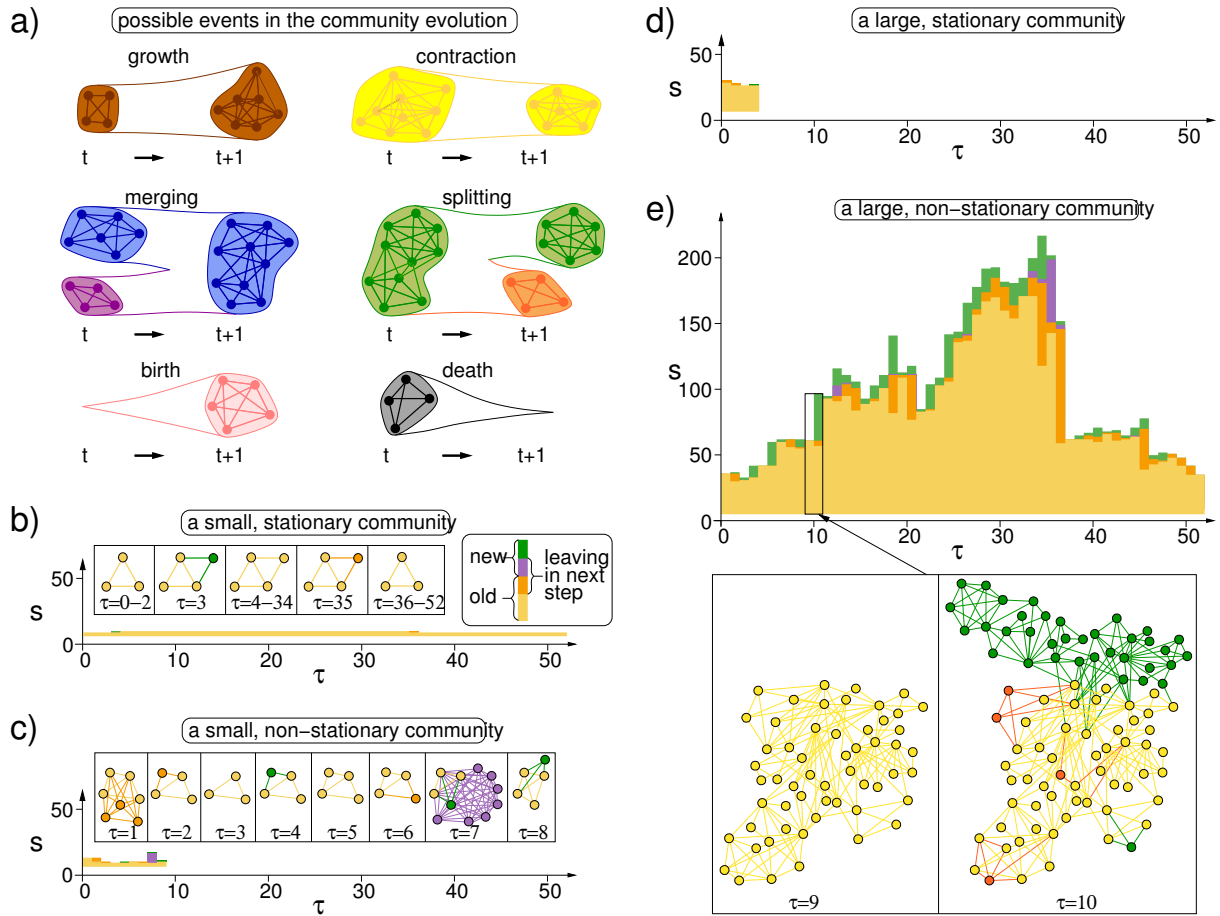 a)
possible events in the community evolution
growth
contraction
t t+1
t t+1
merging
splitting
t t+1
t t+1
birth
death
t t+1
t t+1
b)
a small, stationary community
50
s
0
τ=0−2 τ=3 τ=4−34 τ=35 τ=36−52
0 10 20 30 40 50
τ
new
old
leaving
in next
step
c)
a small, non−stationary community
50
s
0
τ=1 τ=2 τ=3 τ=4 τ=5 τ=6 τ=7 τ=8
0 10 20 30 40 50
τ
d)
a large, stationary community
50
s
0
0 10 20 30 40 50
τ
e)
a large, non−stationary community
200
150
s
100
50
0
0 10 20 30 40 50
τ
τ=9 τ=10